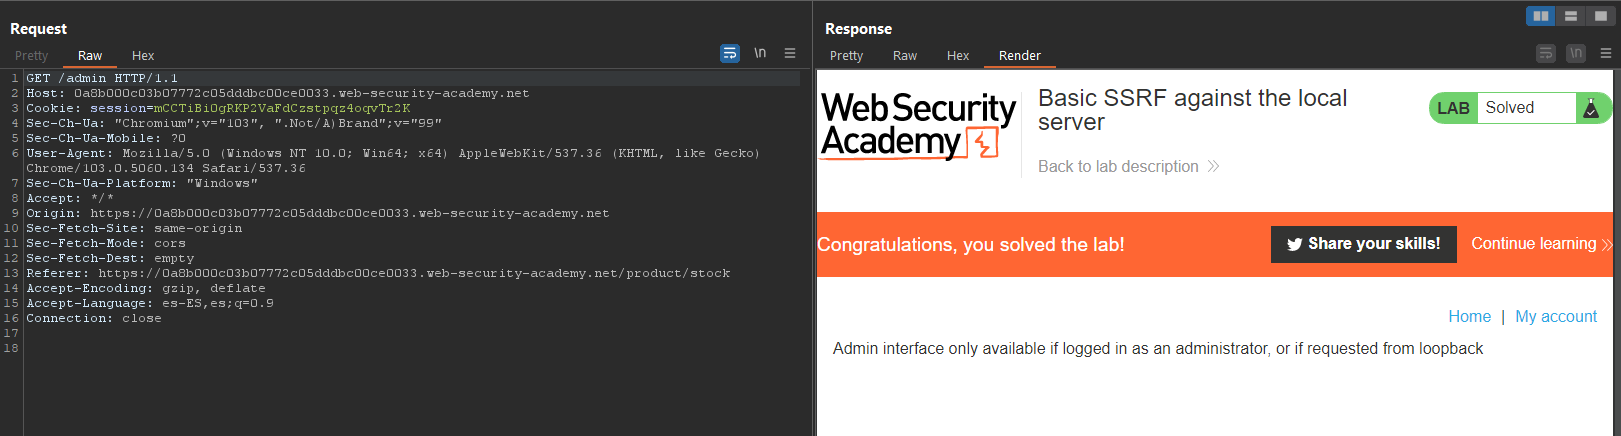 Request
Pretty Raw Hex
\n
1 GET /admin HTTP/1.1
2 Host: 0a8b000c03b07772c05dddbc00ce0033.web-security-academy.net
3 Cookie: session=mCCTiBiOgRKP2VaFdCzstpqz4oqvTr2K
4 Sec-Ch-Ua: "Chromium";v="103", ".Not/A)Brand";v="99"
5 Sec-Ch-Ua-Mobile: ?0
6 User-Agent: Mozilla/5.0 (Windows NT 10.0; Win64; x64) AppleWebKit/537.36 (KHTML, like Gecko)
Chrome/103.0.5060.134 Safari/537.36
7 Sec-Ch-Ua-Platform: "Windows"
8 Accept: */*
9 Origin: https://0a8b000c03b07772c05dddbc00ce0033.web-security-academy.net
10 Sec-Fetch-Site: same-origin
11 Sec-Fetch-Mode: cors
12 Sec-Fetch-Dest: empty
13 Referer: https://0a8b000c03b07772c05dddbc00ce0033.web-security-academy.net/product/stock
14 Accept-Encoding: gzip, deflate
15 Accept-Language: es-ES,es;q=0.9
16 Connection: close
17
18
Response
Pretty Raw Hex Render
\n
Web Security
Academy
Basic SSRF against the local
server
Back to lab description
LAB Solved
Congratulations, you solved the lab!
Share your skills!
Continue learning
Home | My account
Admin interface only available if logged in as an administrator, or if requested from loopback